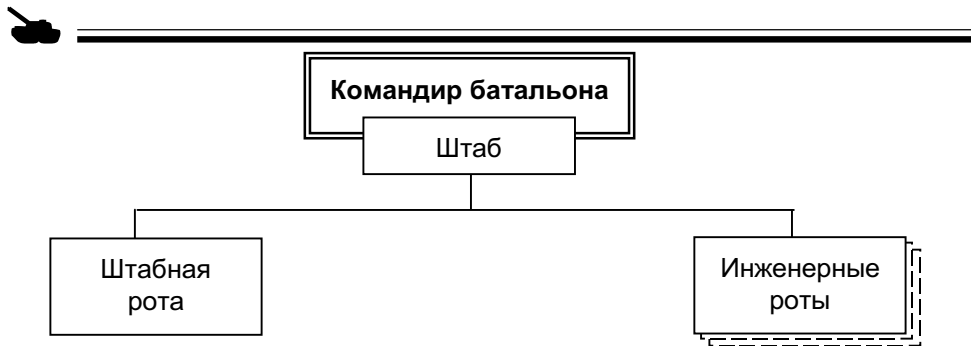 Командир батальона
Штаб
Штабная
рота
Инженерные
роты